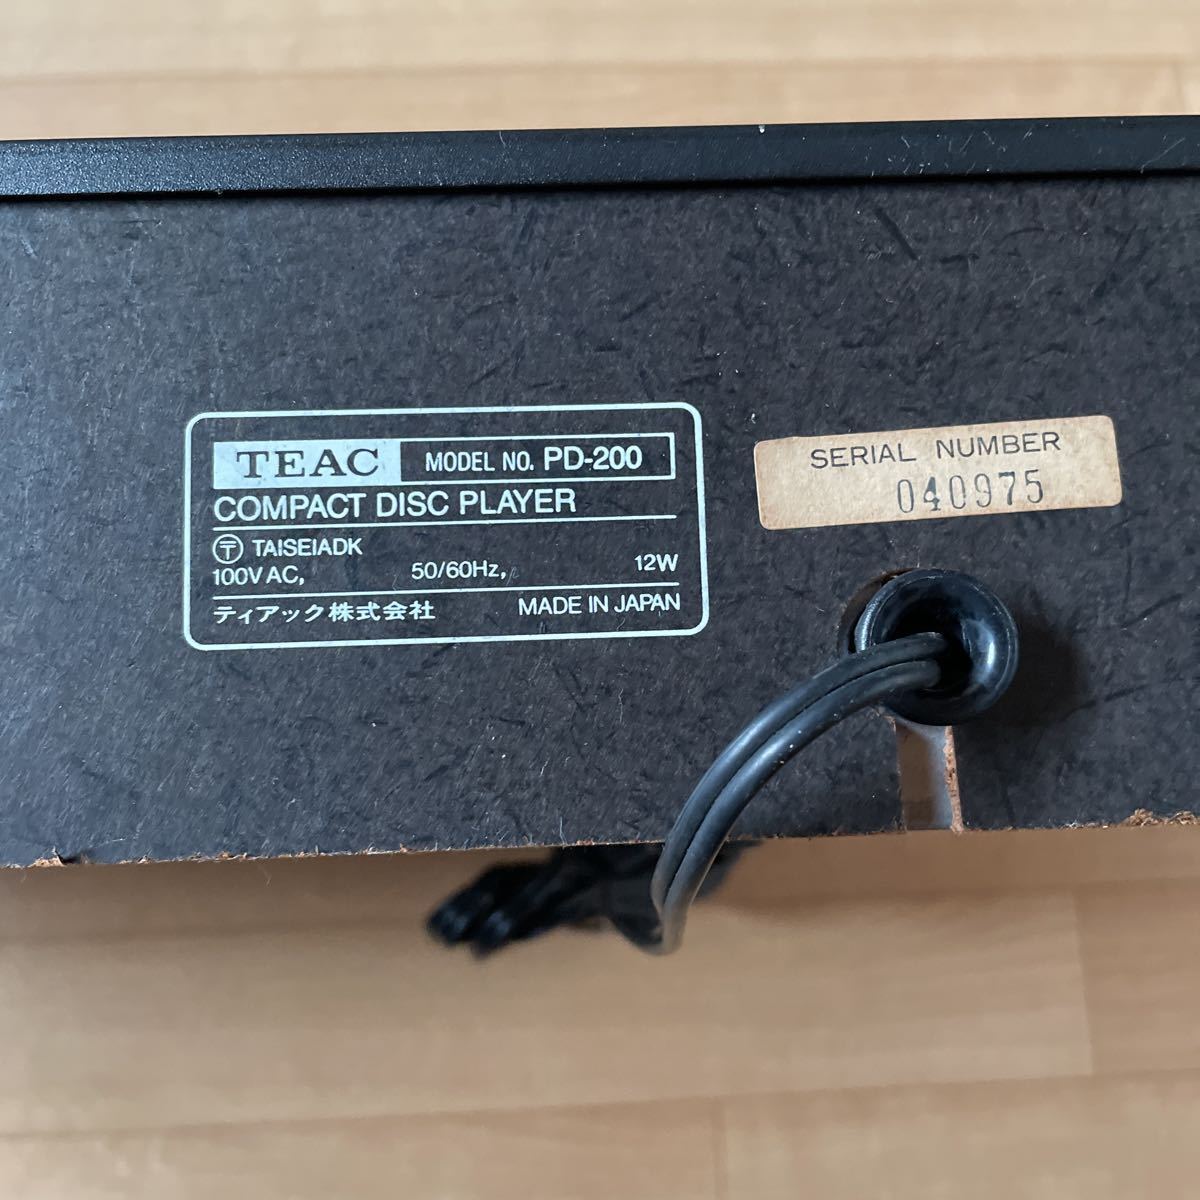 TEAC MODEL NO. PD-200
COMPACT DISC PLAYER
〒 TAISEIADK
100V AC, 50/60Hz, 12W
ティアック株式会社 MADE IN JAPAN
SERIAL NUMBER
040975